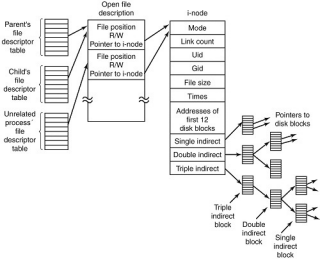 Open file
description
i-node
Parent's
file
descriptor
table
File position
R/W
Pointer to i-node
File position
R/W
Pointer to i-node
Child's
file
descriptor
table
Unrelated
process´
file
descriptor
table
Mode
Link count
Uid
Gid
File size
Times
Addresses of
first 12
disk blocks
Single indirect
Double indirect
Triple indirect
Pointers to
disk blocks
Triple
indirect
block
Double
indirect
block
Single
indirect
block